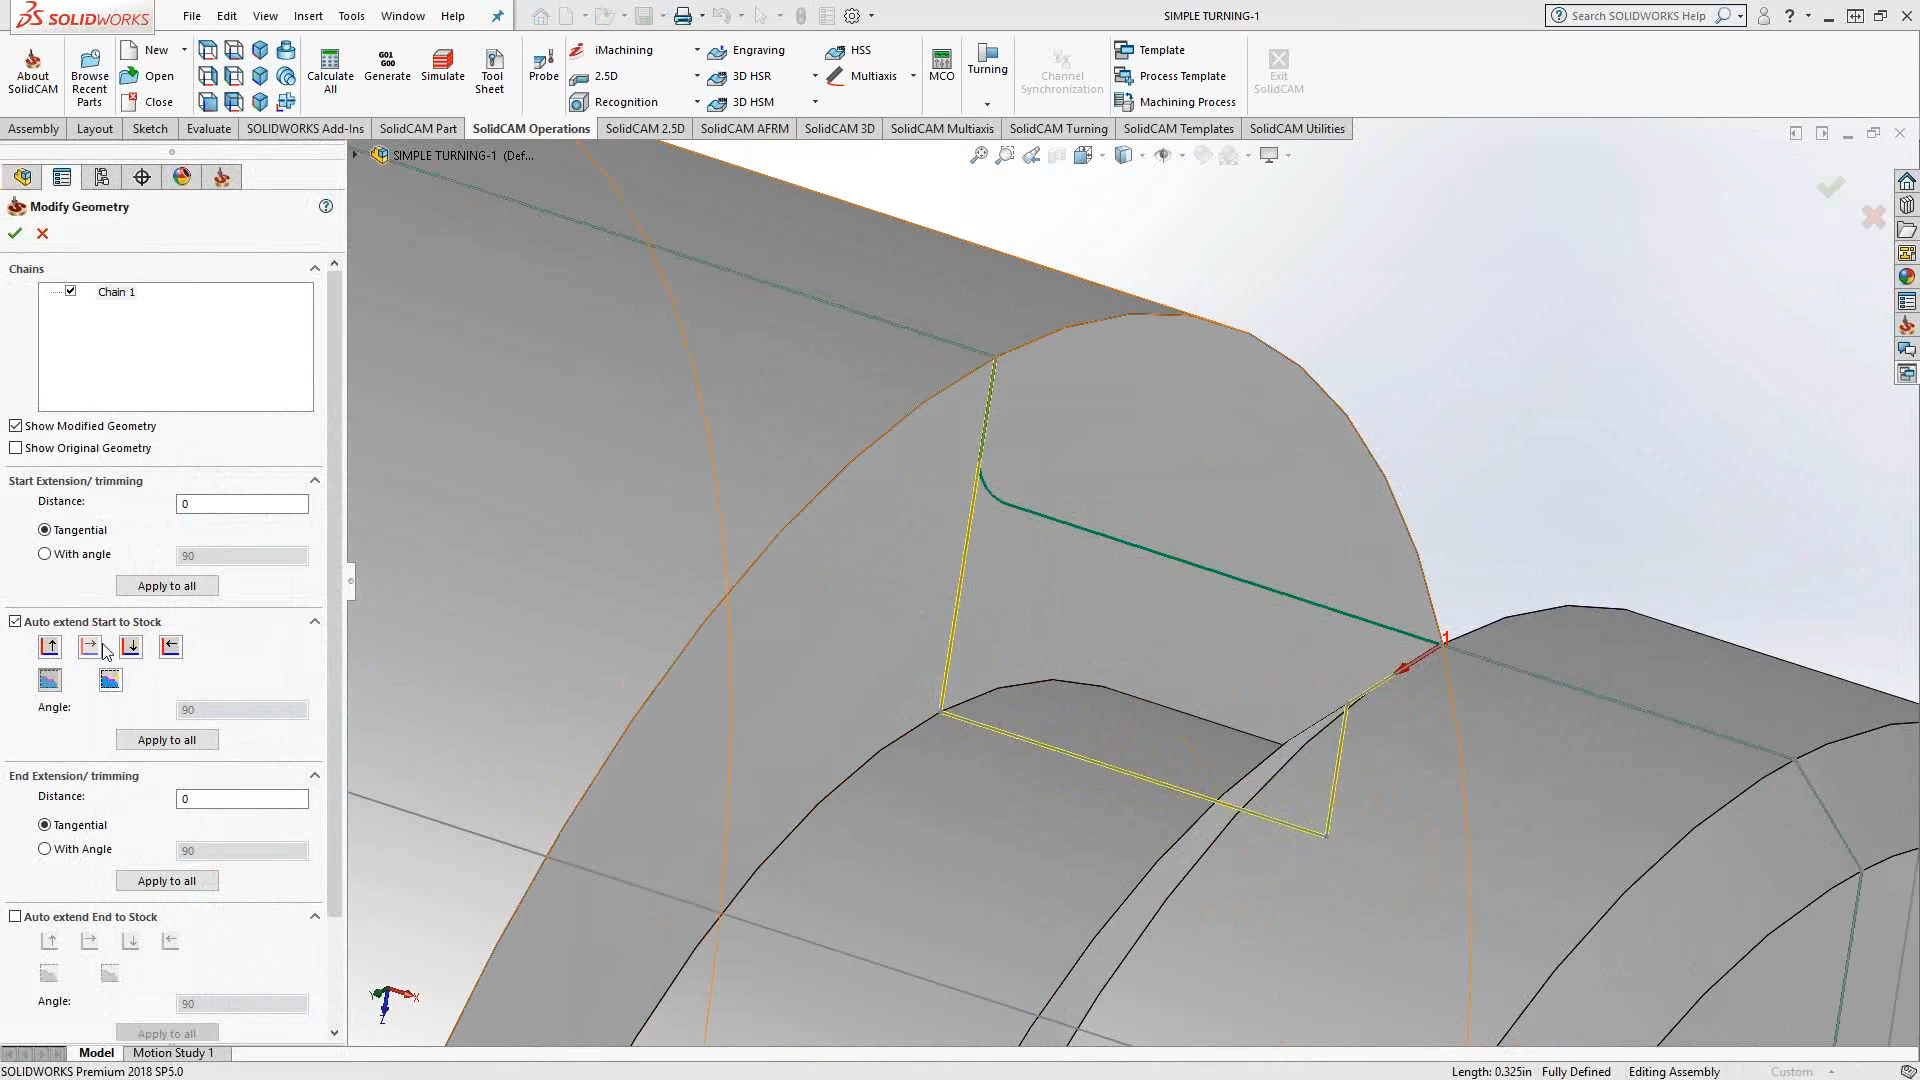 SOLIDWORKS
File Edit View Insert Tools Window Help
SIMPLE TURNING-1
Search SOLIDWORKS Help
About SolidCAM
Browse Recent Parts
New
Open
Close
Calculate All
G01 G00
Generate
Simulate
Tool Sheet
Probe
iMachining
2.5D
Recognition
Engraving
3D HSR
3D HSM
HSS
Multiaxis
MCO
Turning
Channel Synchronization
Template
Process Template
Machining Process
Exit SolidCAM
Assembly Layout Sketch Evaluate SOLIDWORKS Add-Ins SolidCAM Part SolidCAM Operations SolidCAM 2.5D SolidCAM AFRM SolidCAM 3D SolidCAM Multiaxis SolidCAM Turning SolidCAM Templates SolidCAM Utilities
SIMPLE TURNING-1 (Def...
Modify Geometry
Chains
Chain 1
Show Modified Geometry
Show Original Geometry
Start Extension/ trimming
Distance: 0
Tangential
With angle 90
Apply to all
Auto extend Start to Stock
Angle: 90
Apply to all
End Extension/ trimming
Distance: 0
Tangential
With Angle 90
Apply to all
Auto extend End to Stock
Angle: 90
Apply to all
1
Y X
Z
Model Motion Study 1
SOLIDWORKS Premium 2018 SP5.0
Length: 0.325in Fully Defined Editing Assembly Custom